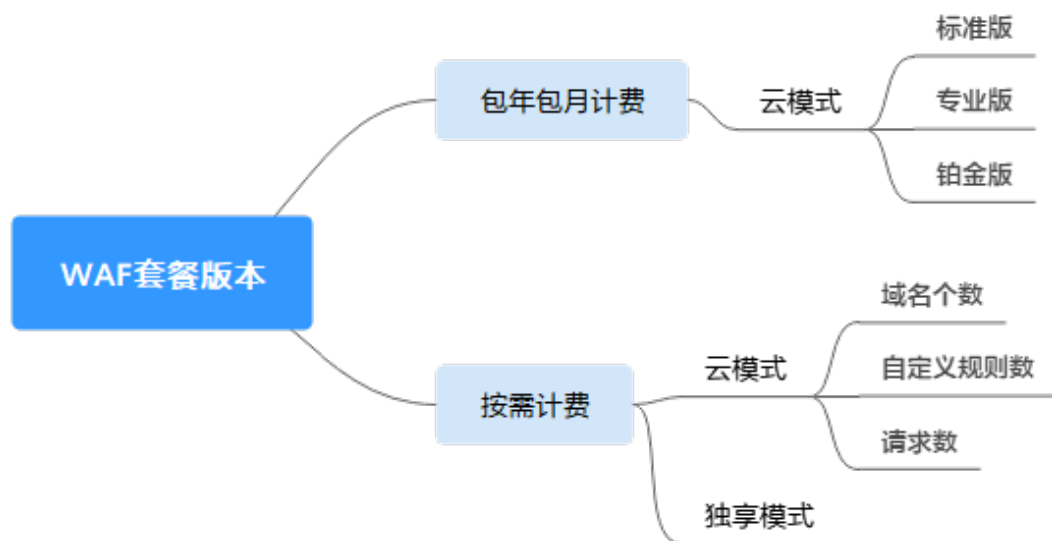 WAF套餐版本
包年包月计费
云模式
标准版
专业版
铂金版
按需计费
云模式
域名个数
自定义规则数
请求数
独享模式